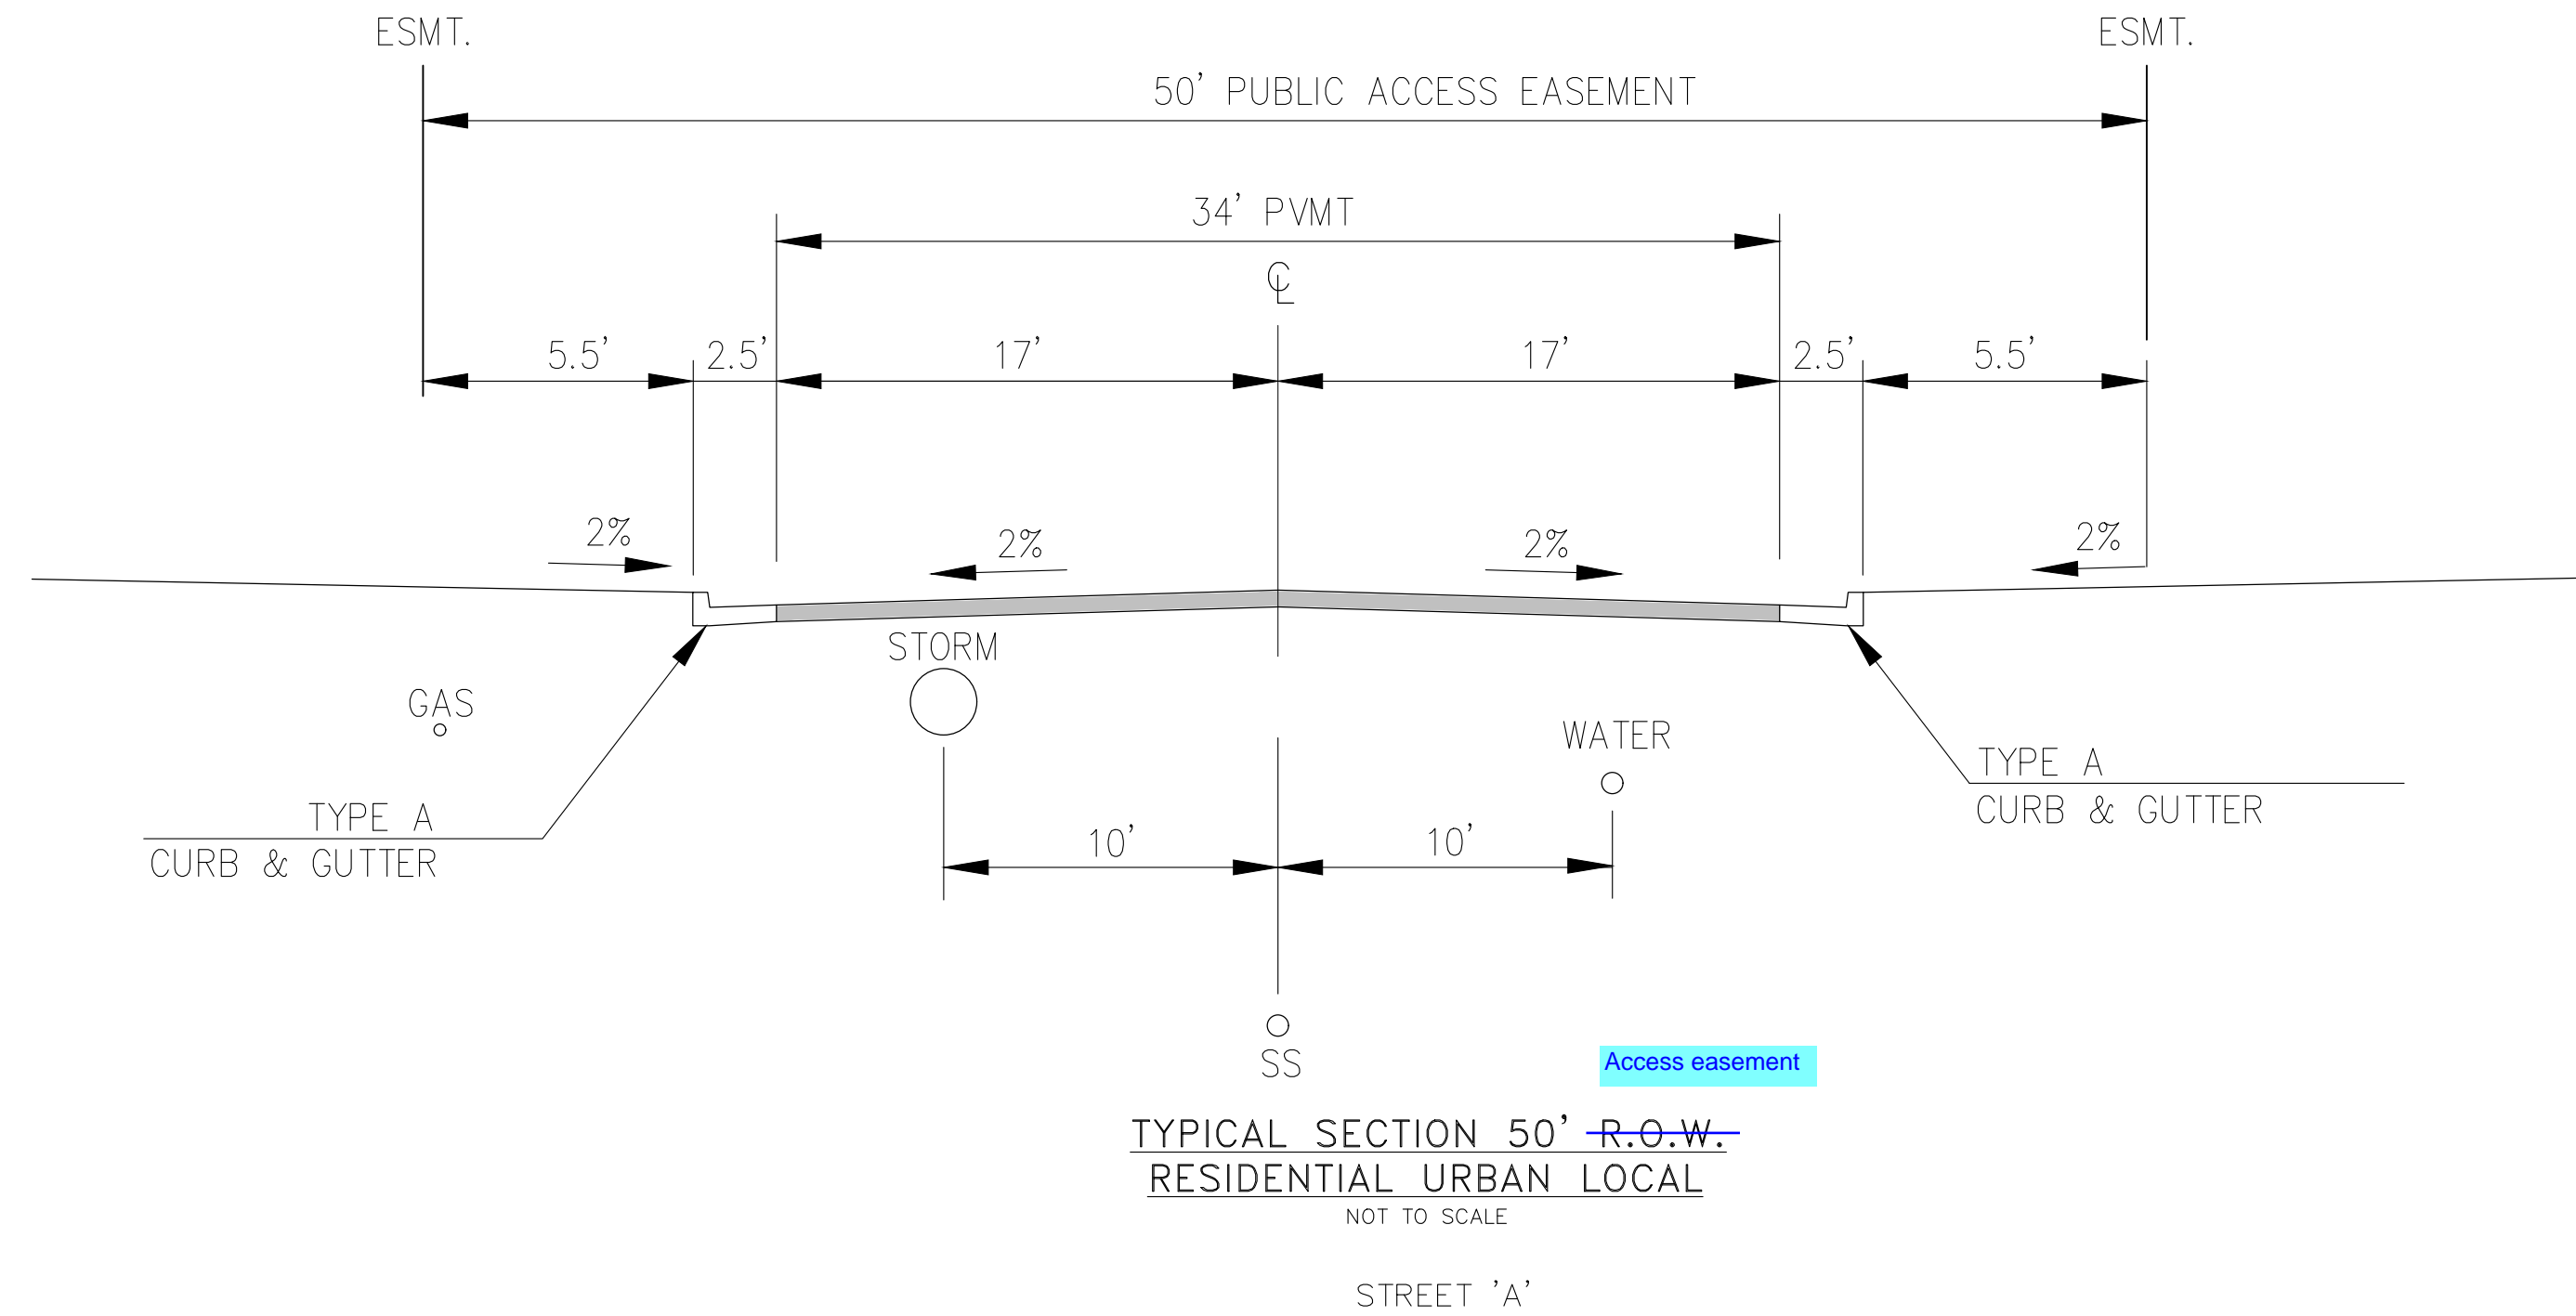 ESMT.
ESMT.
50' PUBLIC ACCESS EASEMENT
34' PVMT
℄
5.5'
2.5'
17'
17'
2.5'
5.5'
2%
2%
2%
2%
STORM
GAS
WATER
TYPE A
CURB & GUTTER
TYPE A
CURB & GUTTER
10'
10'
SS
Access easement
TYPICAL SECTION 50' R.O.W.
RESIDENTIAL URBAN LOCAL
NOT TO SCALE
STREET 'A'